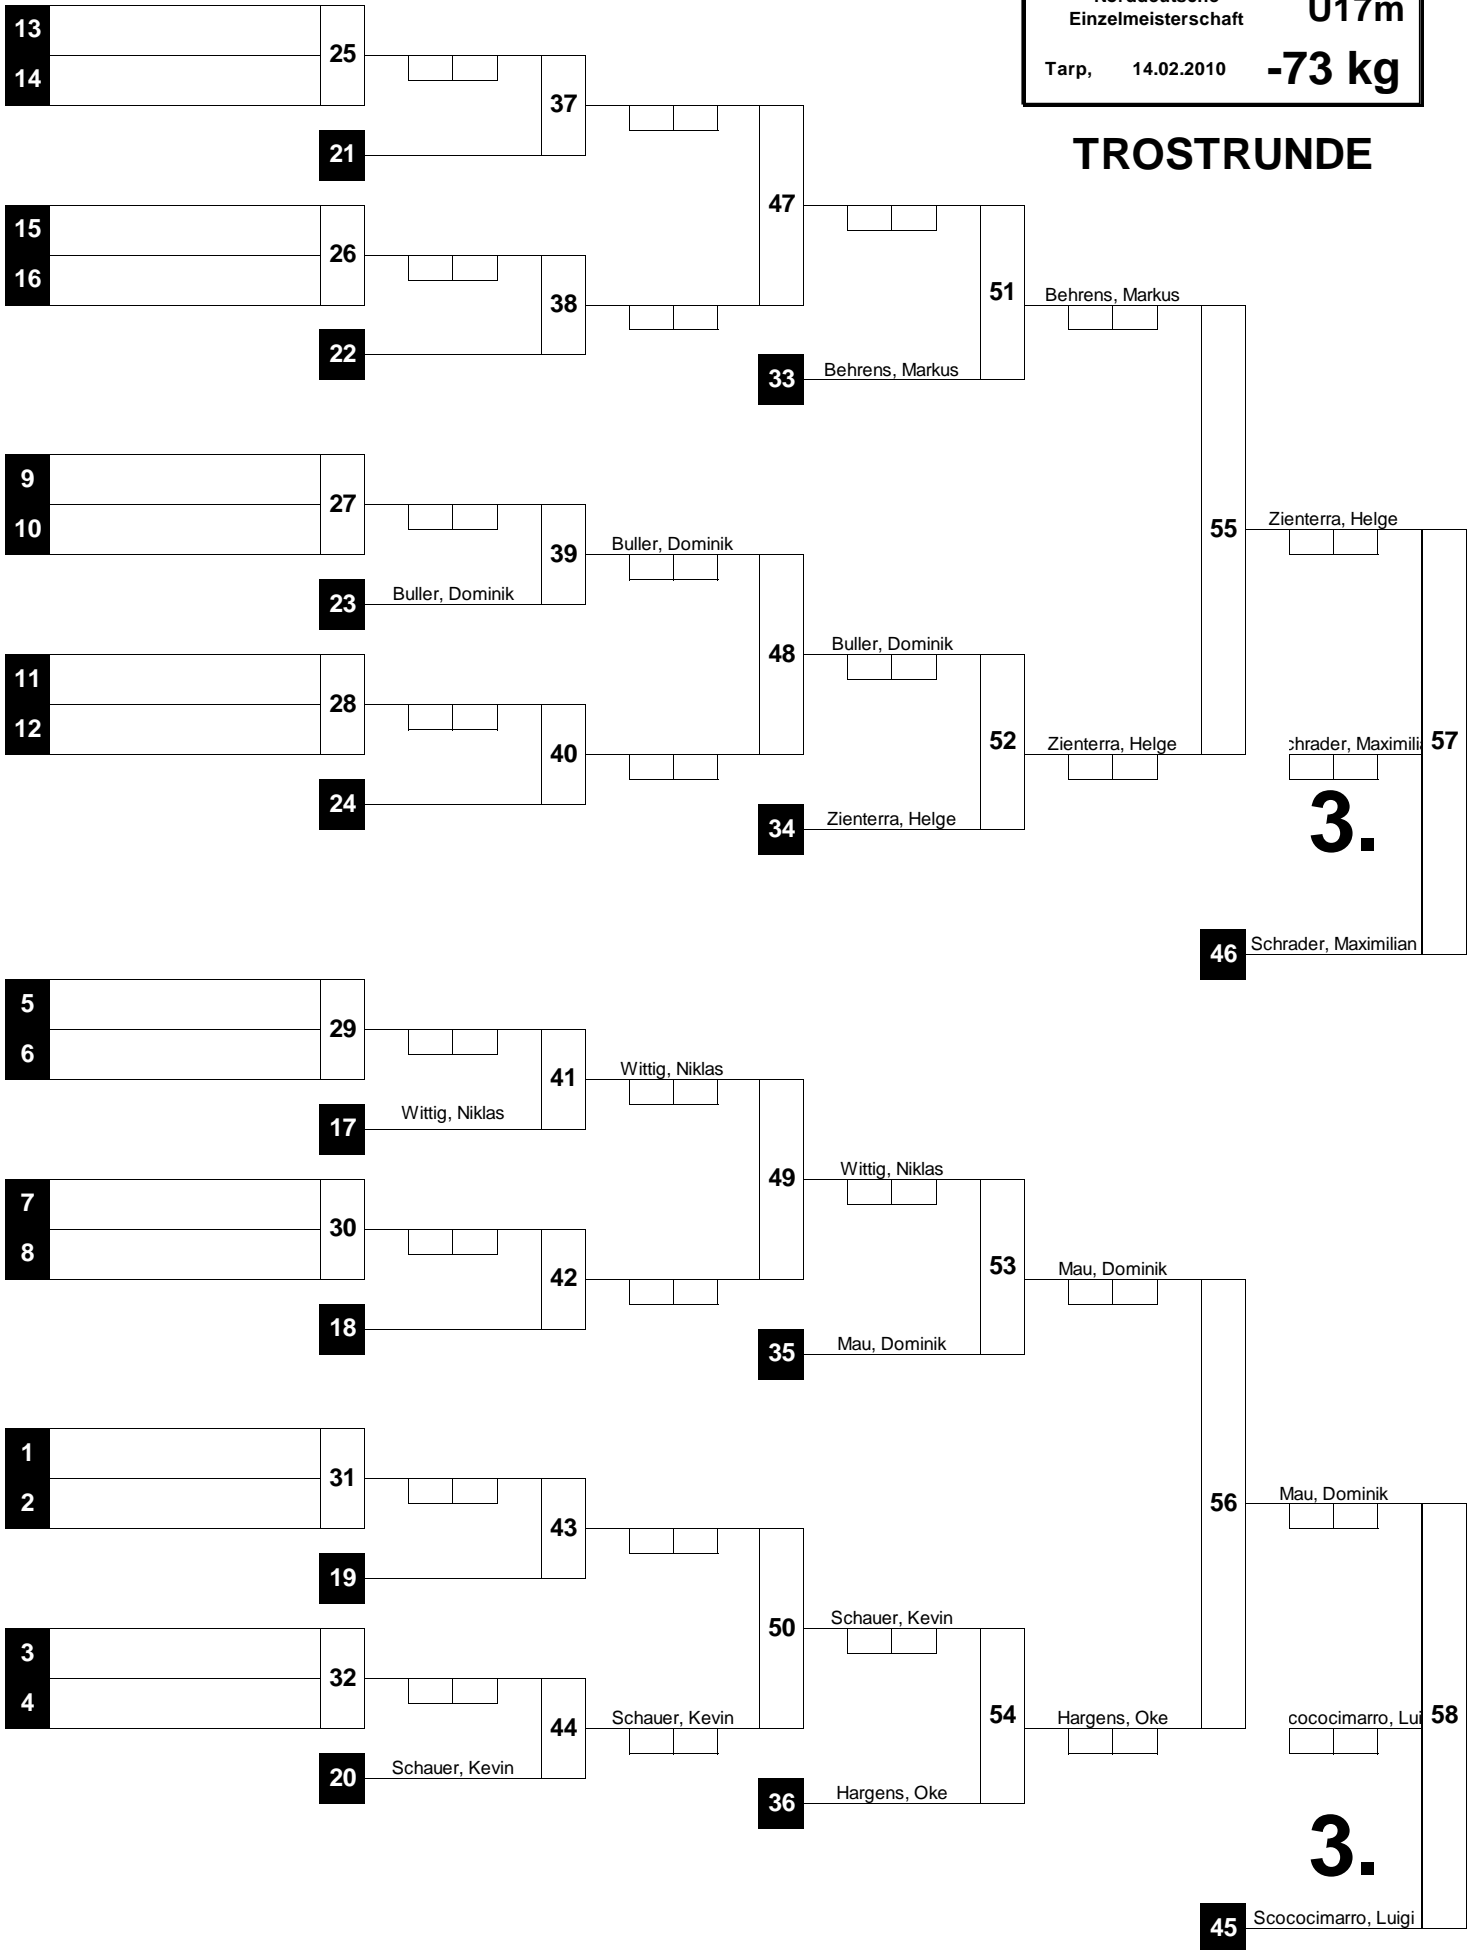 Norddeutsche
Einzelmeisterschaft U17m
Tarp, 14.02.2010 -73 kg
TROSTRUNDE
13
25
14
37
21
47
15
26
16
38
22
51
Behrens, Markus
33 Behrens, Markus
9
27
10
39
Buller, Dominik
23 Buller, Dominik
55
Zienterra, Helge
11
28
12
40
24
48
Buller, Dominik
52
Zienterra, Helge
34 Zienterra, Helge
chrader, Maximilia
57
3.
46 Schrader, Maximilian
5
29
6
41
Wittig, Niklas
17 Wittig, Niklas
49
Wittig, Niklas
7
30
8
42
18
53
Mau, Dominik
35 Mau, Dominik
1
31
2
43
19
56
Mau, Dominik
50
Schauer, Kevin
3
32
4
44
Schauer, Kevin
20 Schauer, Kevin
54
Hargens, Oke
36 Hargens, Oke
cococimarro, Lui
58
3.
45 Scococimarro, Luigi